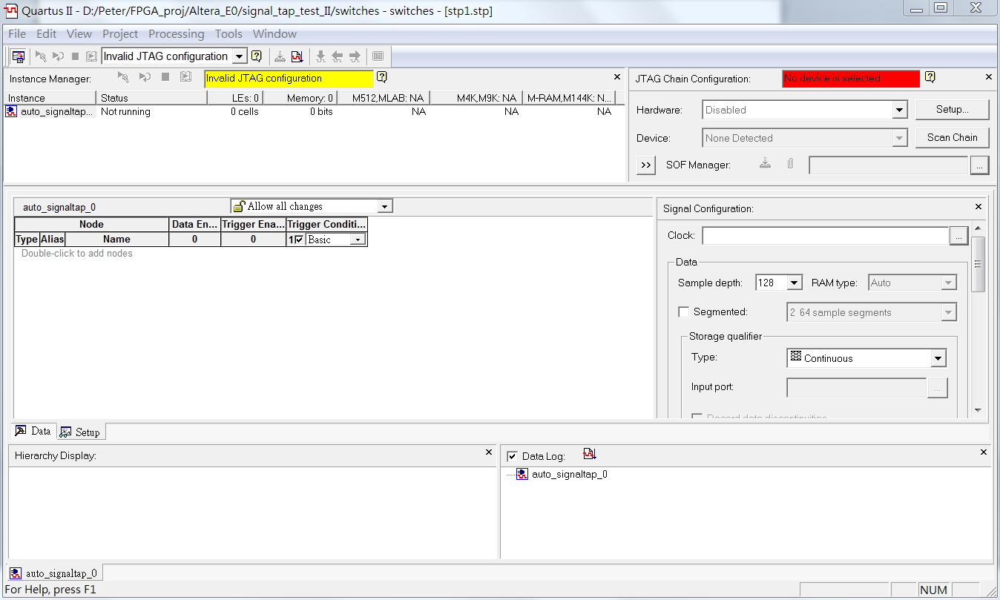 Quartus II - D:/Peter/FPGA_proj/Altera_E0/signal_tap_test_II/switches - switches - [stp1.stp]
File Edit View Project Processing Tools Window
Invalid JTAG configuration
Instance Manager: Invalid JTAG configuration
Instance Status LEs: 0 Memory: 0 M512,MLAB: NA M4K,M9K: NA M-RAM,M144K: N...
auto_signaltap... Not running 0 cells 0 bits NA NA NA
JTAG Chain Configuration: No device is selected
Hardware: Disabled Setup...
Device: None Detected Scan Chain
>> SOF Manager: ...
auto_signaltap_0 Allow all changes
Node Data En... Trigger Ena... Trigger Conditi...
Type Alias Name 0 0 1 Basic
Double-click to add nodes
Signal Configuration:
Clock: ...
Data
Sample depth: 128 RAM type: Auto
Segmented: 2 64 sample segments
Storage qualifier
Type: Continuous
Input port: ...
Record data discontinuities
Data Setup
Hierarchy Display:
Data Log:
auto_signaltap_0
auto_signaltap_0
For Help, press F1
NUM